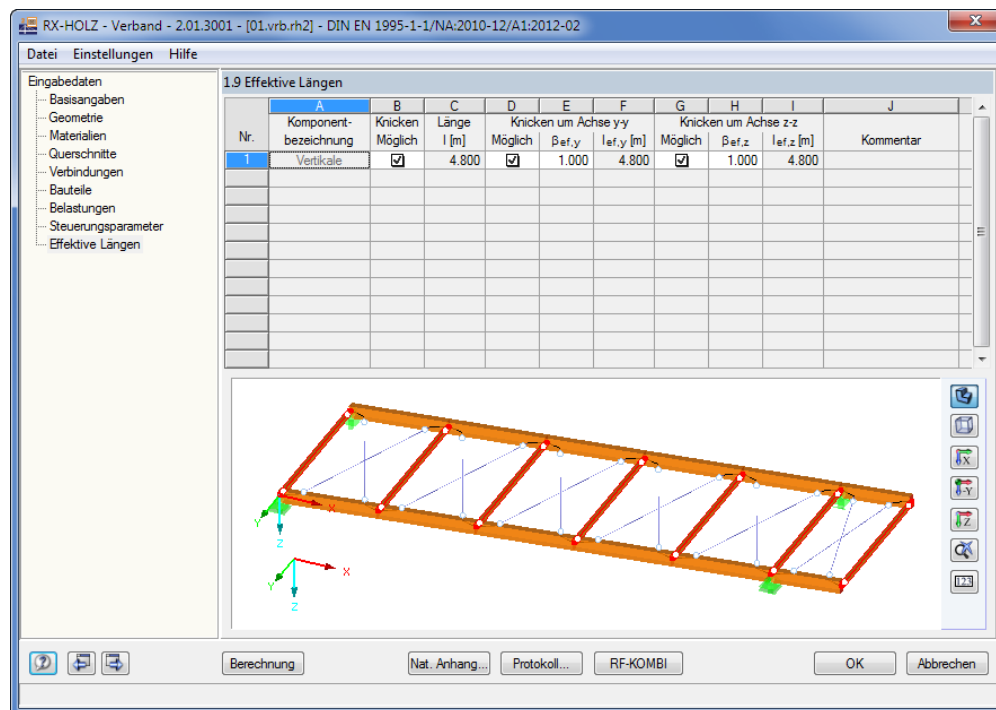 RX-HOLZ - Verband - 2.01.3001 - [01.vrb.rh2] - DIN EN 1995-1-1/NA:2010-12/A1:2012-02
Datei Einstellungen Hilfe
Eingabedaten
Basisangaben
Geometrie
Materialien
Querschnitte
Verbindungen
Bauteile
Belastungen
Steuerungsparameter
Effektive Längen
1.9 Effektive Längen
A B C D E F G H I J
Komponent- Knicken Länge Knicken um Achse y-y Knicken um Achse z-z
Nr. bezeichnung Möglich l [m] Möglich βef,y lef,y [m] Möglich βef,z lef,z [m] Kommentar
1 Vertikale 4.800 1.000 4.800 1.000 4.800
X
Y
Z
X
Y
Z
X
-Y
Z
123
Berechnung Nat. Anhang... Protokoll... RF-KOMBI OK Abbrechen